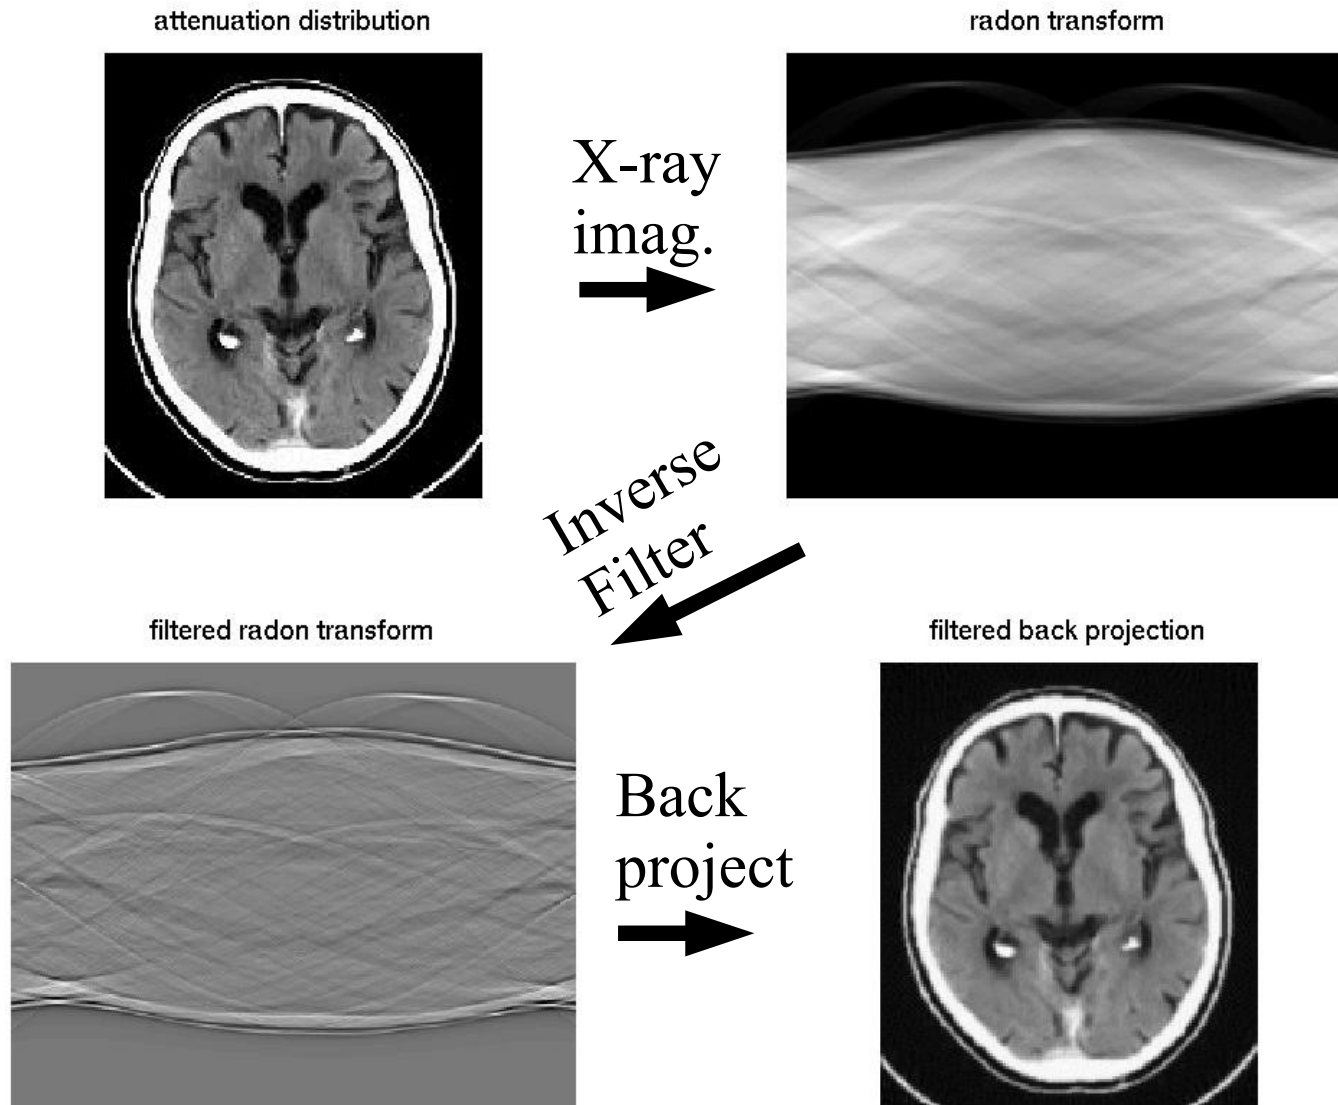 attenuation distribution
radon transform
X-ray
imag.
Inverse
Filter
filtered radon transform
filtered back projection
Back
project